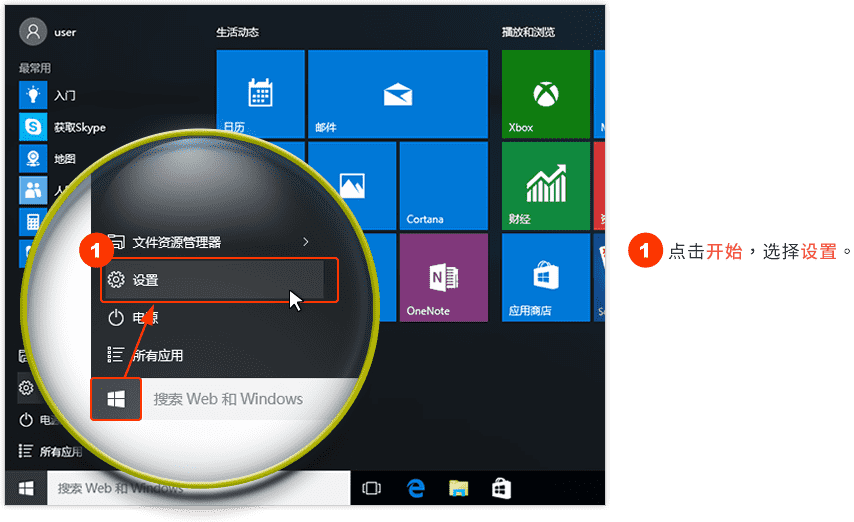 user
生活动态
播放和浏览
最常用
入门
获取Skype
地图
日历
邮件
Xbox
Cortana
财经
文件资源管理器
1
设置
电源
所有应用
OneNote
应用商店
搜索 Web 和 Windows
所有应用
搜索 Web 和 Windows
1 点击开始，选择设置。